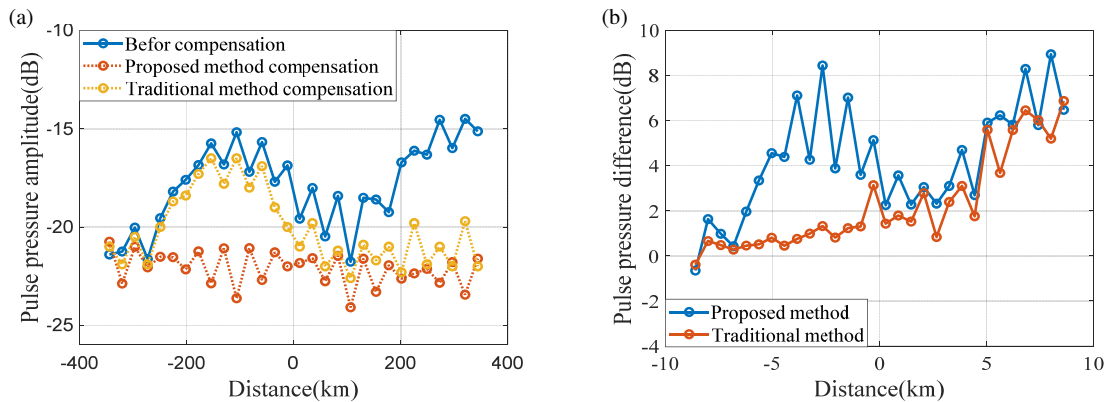 (a)
-10
-15
-20
-25
Pulse pressure amplitude(dB)
Befor compensation
Proposed method compensation
Traditional method compensation
-400
-200
0
200
400
Distance(km)
(b)
10
8
6
4
2
0
-2
-4
Pulse pressure difference(dB)
Proposed method
Traditional method
-10
-5
0
5
10
Distance(km)